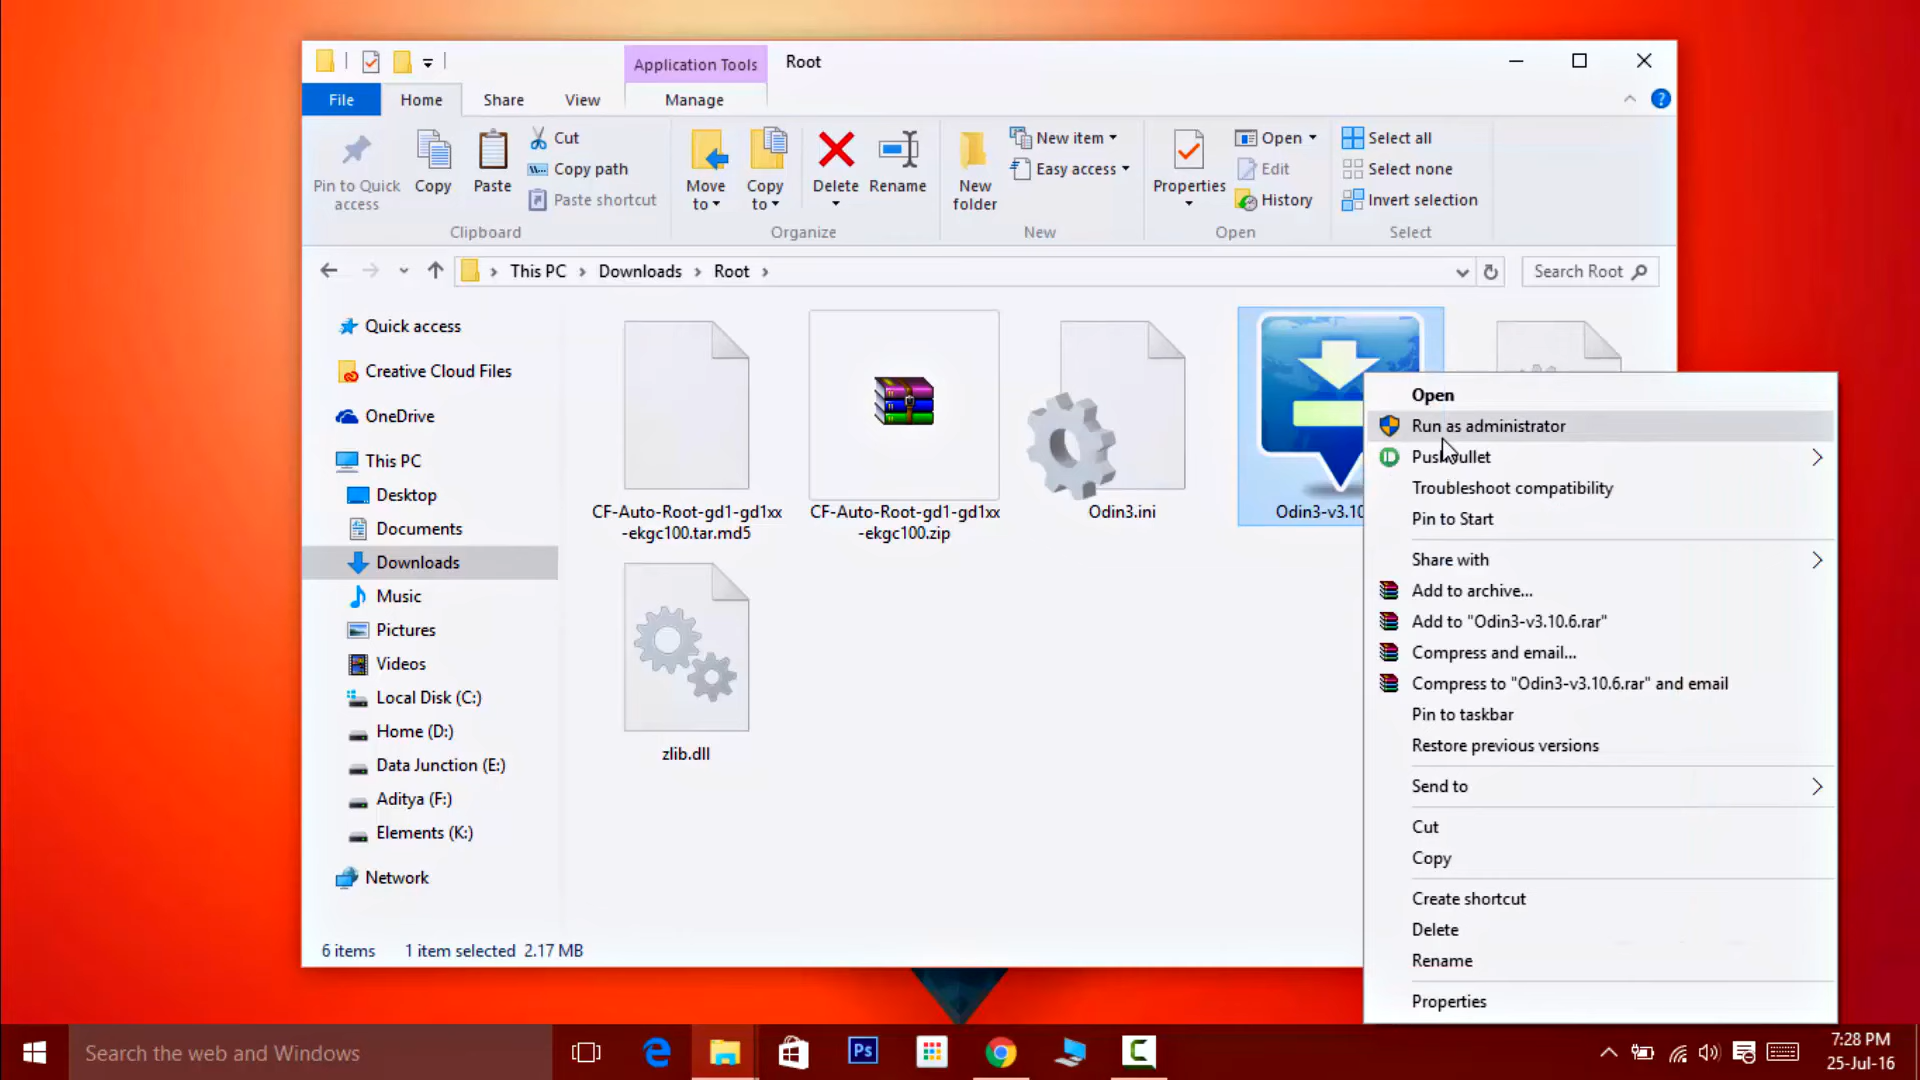 Application Tools
Root
File
Home
Share
View
Manage
Pin to Quick access
Copy
Paste
Cut
Copy path
Paste shortcut
Clipboard
Move to
Copy to
Delete
Rename
Organize
New folder
New item
Easy access
New
Properties
Open
Edit
History
Open
Select all
Select none
Invert selection
Select
This PC
Downloads
Root
Search Root
Quick access
Creative Cloud Files
OneDrive
This PC
Desktop
Documents
Downloads
Music
Pictures
Videos
Local Disk (C:)
Home (D:)
Data Junction (E:)
Aditya (F:)
Elements (K:)
Network
CF-Auto-Root-gd1-gd1xx
-ekgc100.tar.md5
CF-Auto-Root-gd1-gd1xx
-ekgc100.zip
Odin3.ini
Odin3-v3.10
zlib.dll
Open
Run as administrator
Pushbullet
Troubleshoot compatibility
Pin to Start
Share with
Add to archive...
Add to "Odin3-v3.10.6.rar"
Compress and email...
Compress to "Odin3-v3.10.6.rar" and email
Pin to taskbar
Restore previous versions
Send to
Cut
Copy
Create shortcut
Delete
Rename
Properties
6 items
1 item selected 2.17 MB
Search the web and Windows
Ps
7:28 PM
25-Jul-16